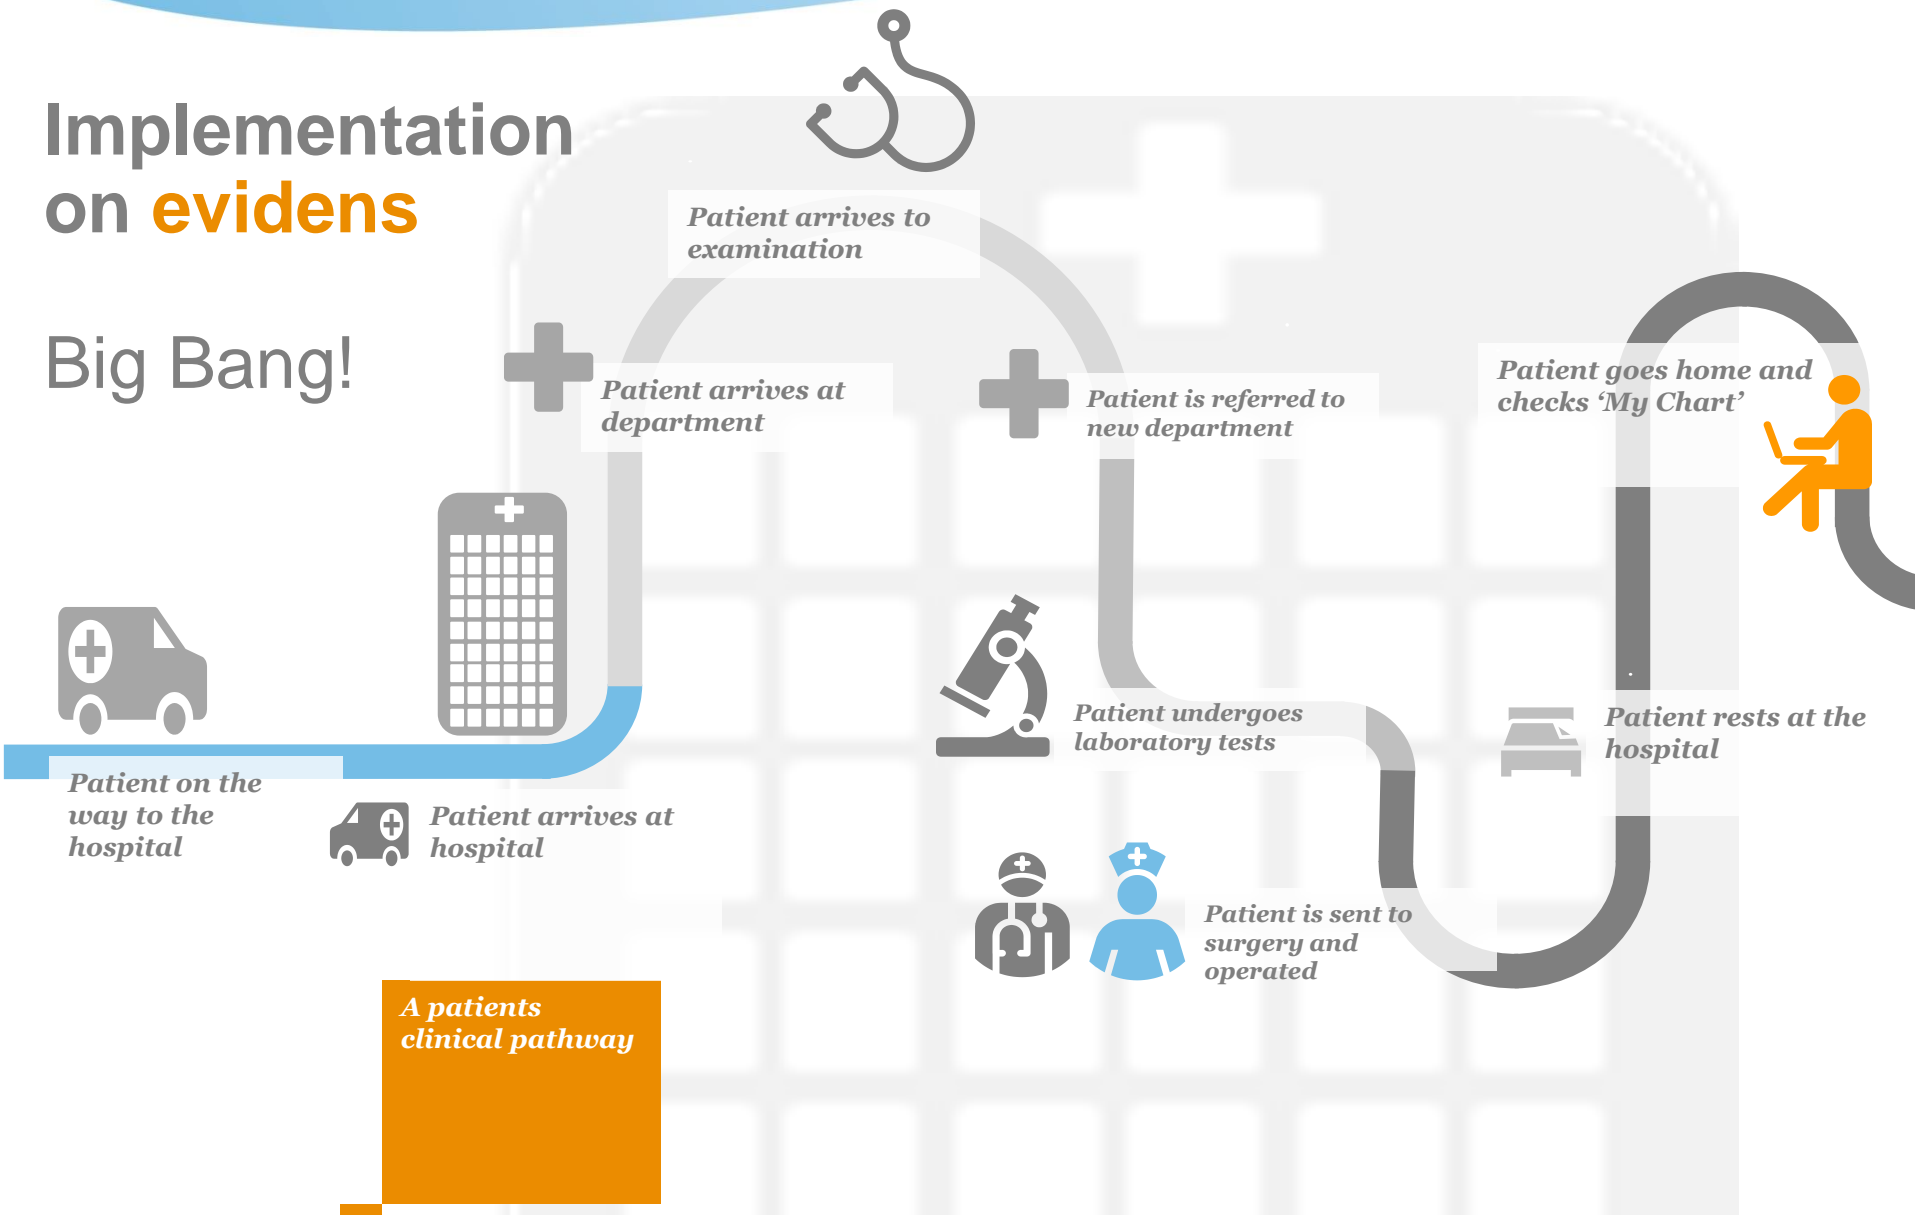 Implementation
on evidens
Big Bang!
Patient arrives to
examination
Patient arrives at
department
Patient is referred to
new department
Patient goes home and
checks ‘My Chart’
Patient on the
way to the
hospital
Patient arrives at
hospital
Patient undergoes
laboratory tests
Patient rests at the
hospital
Patient is sent to
surgery and
operated
A patients
clinical pathway